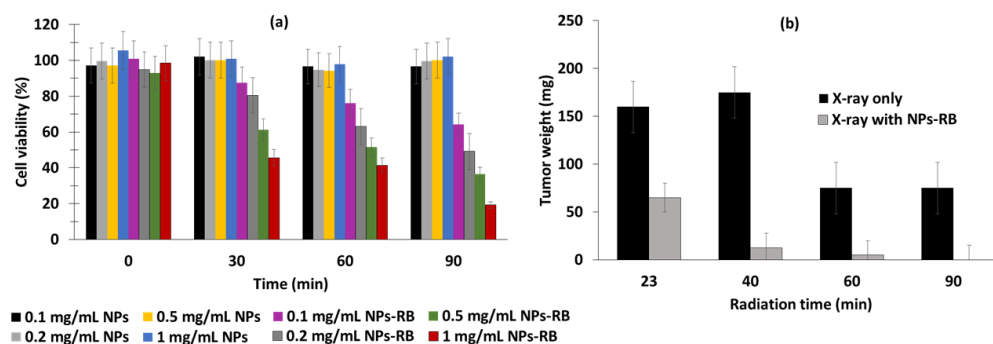 (a)
120
100
80
60
40
20
0
Cell viability (%)
0 30 60 90
Time (min)
0.1 mg/mL NPs 0.5 mg/mL NPs 0.1 mg/mL NPs-RB 0.5 mg/mL NPs-RB
0.2 mg/mL NPs 1 mg/mL NPs 0.2 mg/mL NPs-RB 1 mg/mL NPs-RB
(b)
250
200
150
100
50
0
Tumor weight (mg)
X-ray only
X-ray with NPs-RB
23 40 60 90
Radiation time (min)